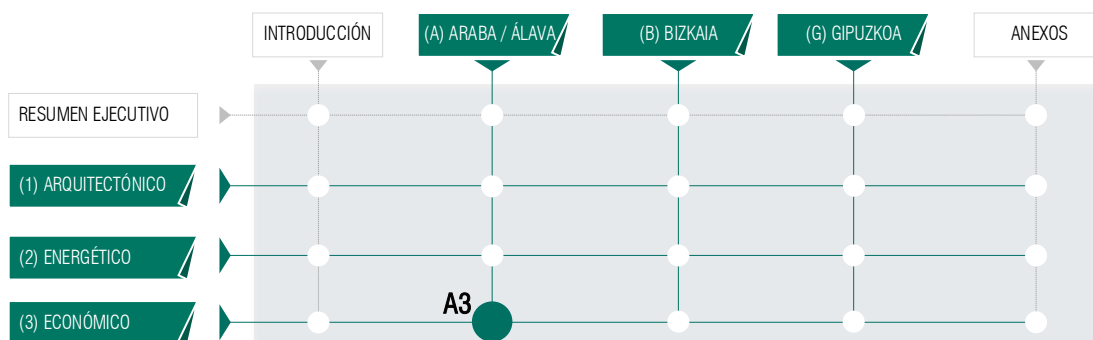 INTRODUCCIÓN
(A) ARABA / ÁLAVA
(B) BIZKAIA
(G) GIPUZKOA
ANEXOS
RESUMEN EJECUTIVO
(1) ARQUITECTÓNICO
(2) ENERGÉTICO
A3
(3) ECONÓMICO